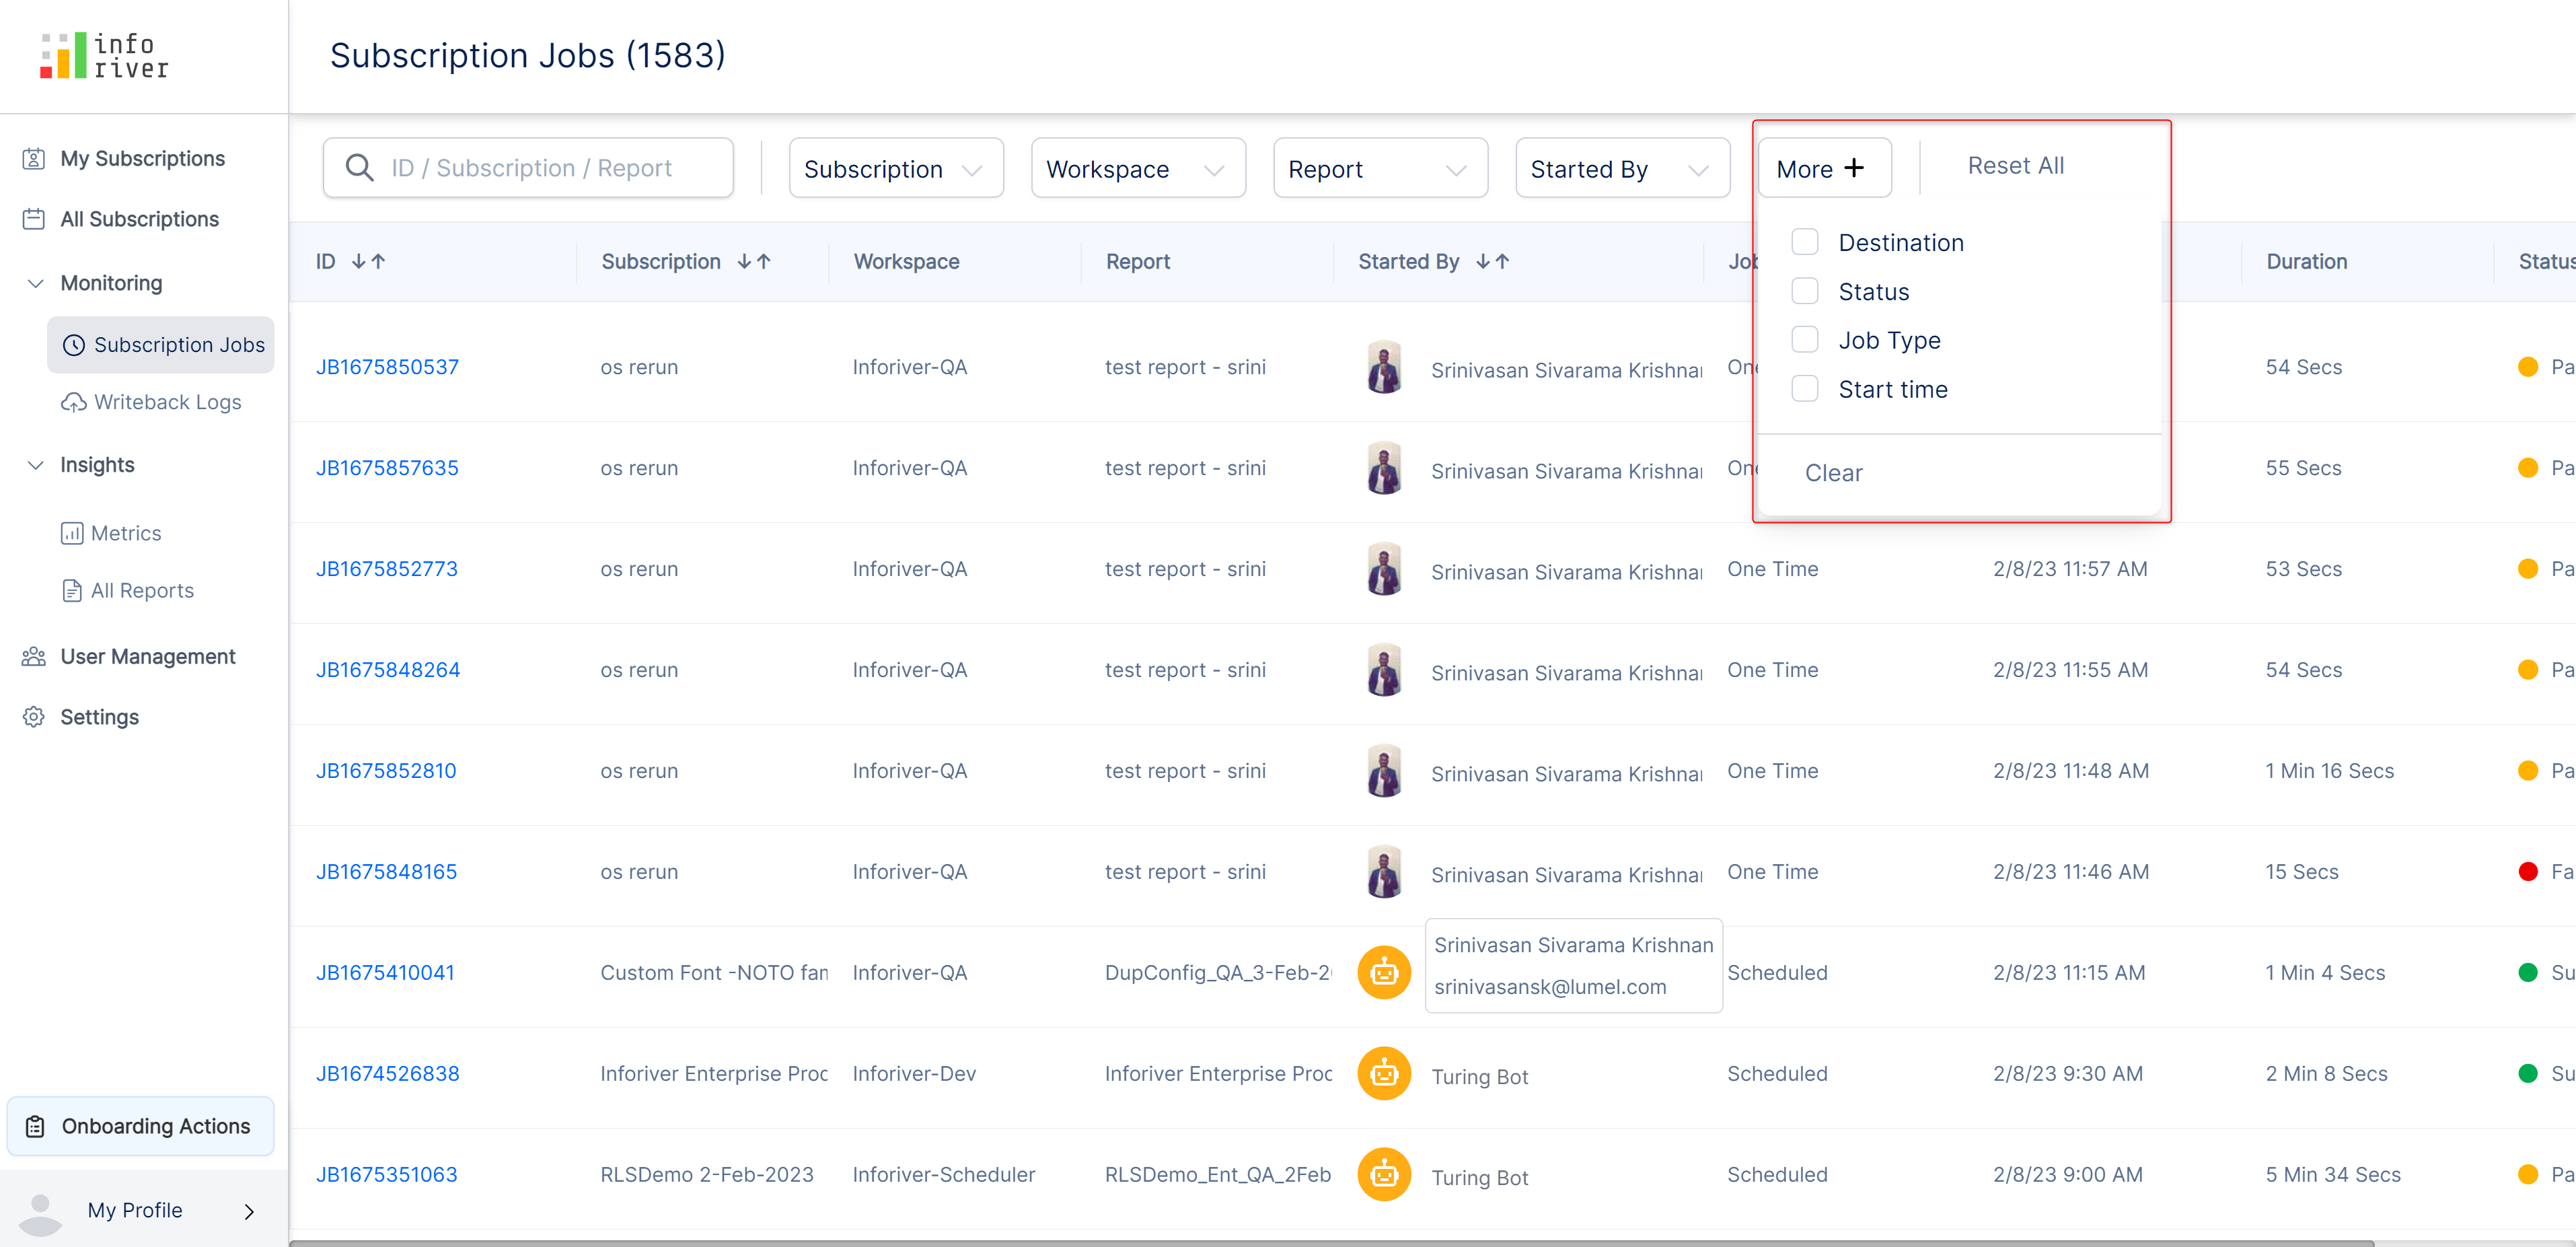 info
river
Subscription Jobs (1583)
My Subscriptions
All Subscriptions
Monitoring
Subscription Jobs
Writeback Logs
Insights
Metrics
All Reports
User Management
Settings
Onboarding Actions
My Profile
ID / Subscription / Report
Subscription
Workspace
Report
Started By
More +
Reset All
Destination
Status
Job Type
Start time
Clear
ID Subscription Workspace Report Started By Job Duration Status
JB1675850537 os rerun Inforiver-QA test report - srini Srinivasan Sivarama Krishnan One 54 Secs Pa
JB1675857635 os rerun Inforiver-QA test report - srini Srinivasan Sivarama Krishnan One 55 Secs Pa
JB1675852773 os rerun Inforiver-QA test report - srini Srinivasan Sivarama Krishnan One Time 2/8/23 11:57 AM 53 Secs Pa
JB1675848264 os rerun Inforiver-QA test report - srini Srinivasan Sivarama Krishnan One Time 2/8/23 11:55 AM 54 Secs Pa
JB1675852810 os rerun Inforiver-QA test report - srini Srinivasan Sivarama Krishnan One Time 2/8/23 11:48 AM 1 Min 16 Secs Pa
JB1675848165 os rerun Inforiver-QA test report - srini Srinivasan Sivarama Krishnan One Time 2/8/23 11:46 AM 15 Secs Fa
Srinivasan Sivarama Krishnan
srinivasansk@lumel.com
JB1675410041 Custom Font -NOTO fan Inforiver-QA DupConfig_QA_3-Feb-2 Scheduled 2/8/23 11:15 AM 1 Min 4 Secs Su
JB1674526838 Inforiver Enterprise Proc Inforiver-Dev Inforiver Enterprise Proc Turing Bot Scheduled 2/8/23 9:30 AM 2 Min 8 Secs Su
JB1675351063 RLSDemo 2-Feb-2023 Inforiver-Scheduler RLSDemo_Ent_QA_2Feb Turing Bot Scheduled 2/8/23 9:00 AM 5 Min 34 Secs Pa